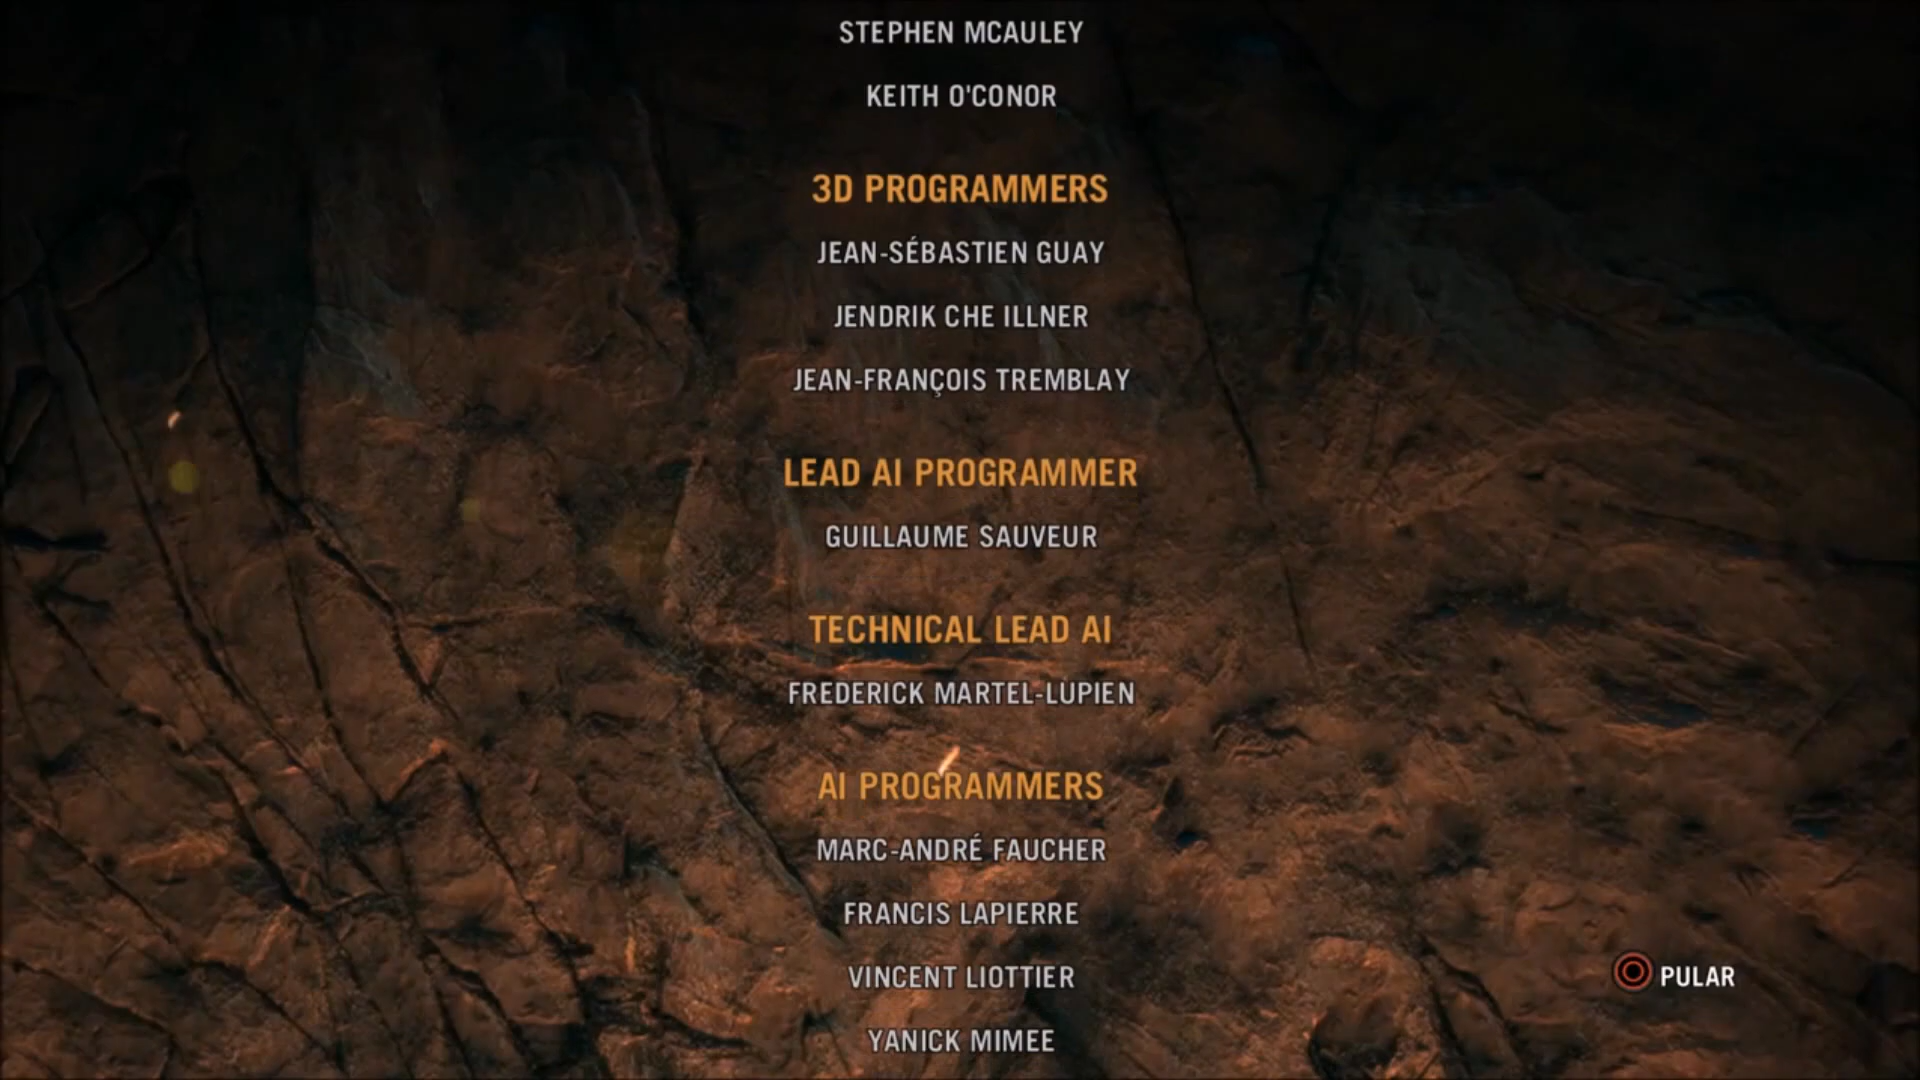 STEPHEN MCAULEY
KEITH O'CONOR
3D PROGRAMMERS
JEAN-SÉBASTIEN GUAY
JENDRIK CHE ILLNER
JEAN-FRANÇOIS TREMBLAY
LEAD AI PROGRAMMER
GUILLAUME SAUVEUR
TECHNICAL LEAD AI
FREDERICK MARTEL-LUPIEN
AI PROGRAMMERS
MARC-ANDRÉ FAUCHER
FRANCIS LAPIERRE
VINCENT LIOTTIER
PULAR
YANICK MIMEE